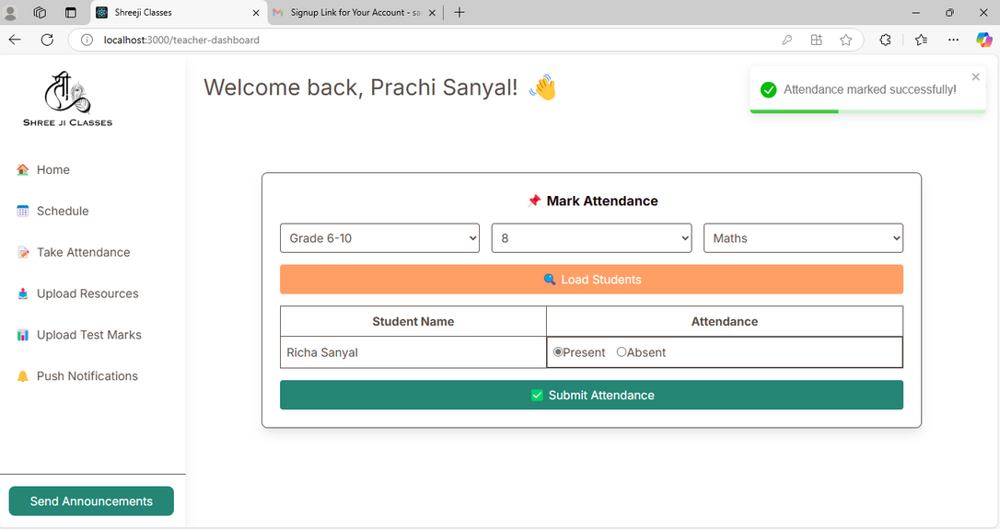 Shreeji Classes
Signup Link for Your Account - sa
localhost:3000/teacher-dashboard
श्री
SHREE JI CLASSES
Home
Schedule
Take Attendance
Upload Resources
Upload Test Marks
Push Notifications
Send Announcements
Welcome back, Prachi Sanyal!
Attendance marked successfully!
Mark Attendance
Grade 6-10 8 Maths
Load Students
Student Name Attendance
Richa Sanyal Present Absent
Submit Attendance